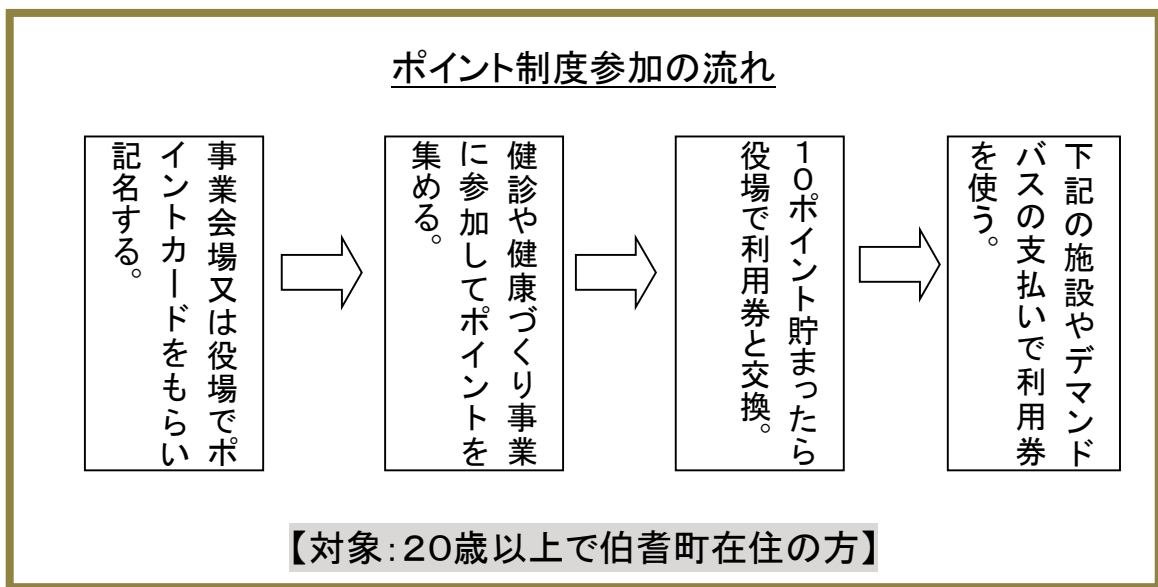 ポイント制度参加の流れ
事業会場又は役場でポ
イントカードをもらい
記名する。
健診や健康づくり事業
に参加してポイントを
集める。
１０ポイント貯まったら
役場で利用券と交換。
下記の施設やデマンド
バスの支払いで利用券
を使う。
【対象：２０歳以上で伯耆町在住の方】